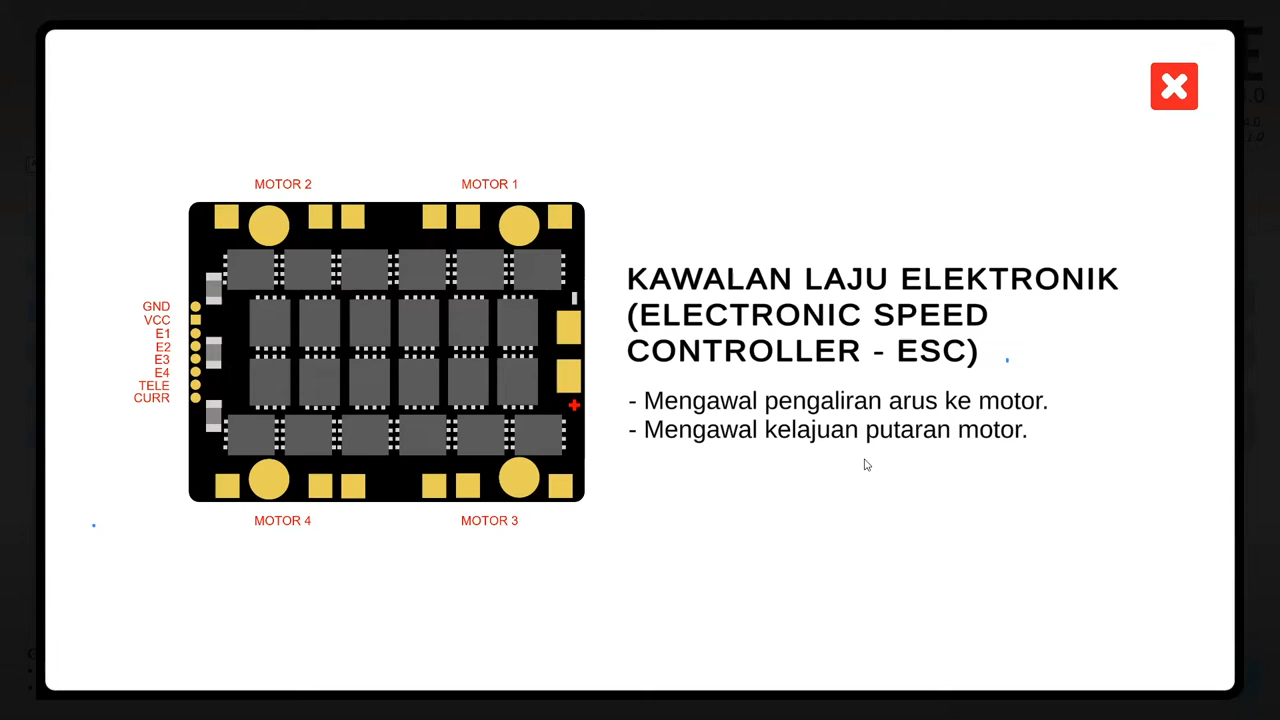 MOTOR 2
MOTOR 1
GND
VCC
E1
E2
E3
E4
TELE
CURR
MOTOR 4
MOTOR 3
KAWALAN LAJU ELEKTRONIK
(ELECTRONIC SPEED
CONTROLLER - ESC)
- Mengawal pengaliran arus ke motor.
- Mengawal kelajuan putaran motor.